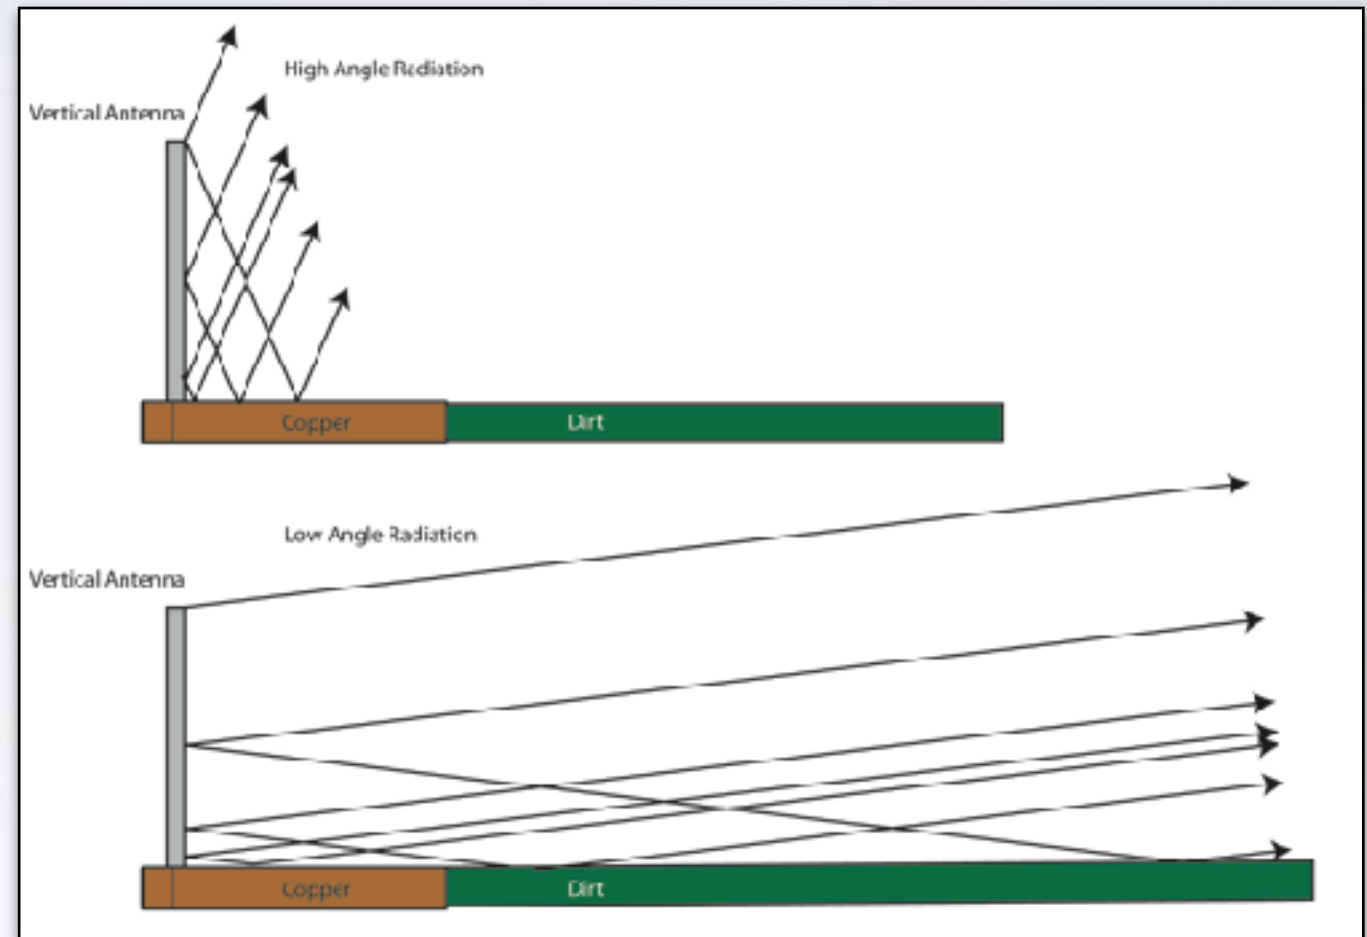 High Angle Radiation
Vertical Antenna
Copper
Dirt
Low Angle Radiation
Vertical Antenna
Copper
Dirt